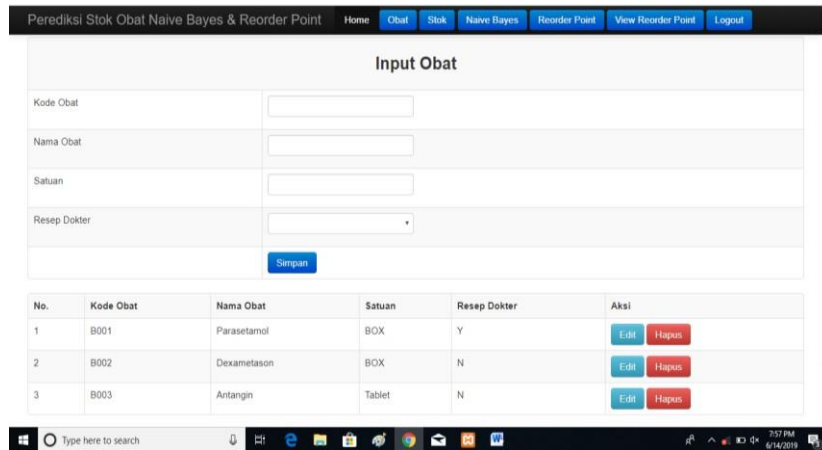 Perediksi Stok Obat Naive Bayes & Reorder Point Home Obat Stok Naive Bayes Reorder Point View Reorder Point Logout
Input Obat
Kode Obat
Nama Obat
Satuan
Resep Dokter
Simpan
No. Kode Obat Nama Obat Satuan Resep Dokter Aksi
1 B001 Parasetamol BOX Y Edit Hapus
2 B002 Dexametason BOX N Edit Hapus
3 B003 Antangin Tablet N Edit Hapus
Type here to search
7:57 PM
6/14/2019